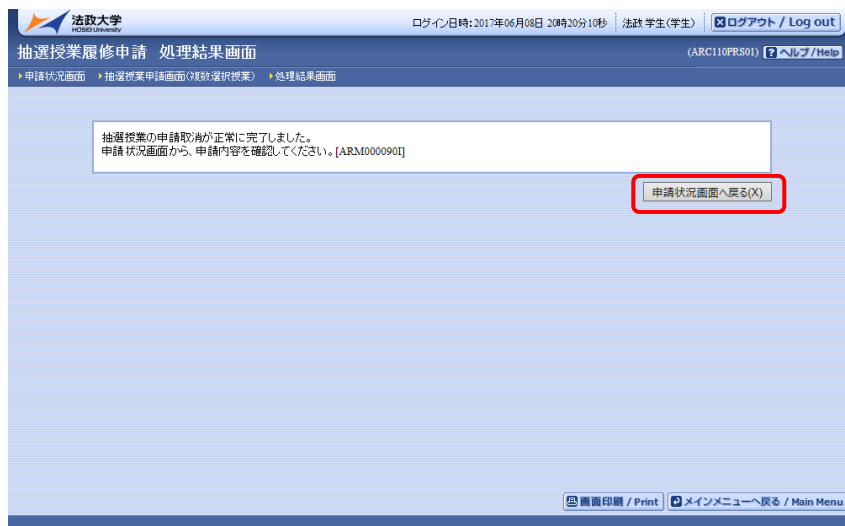 法政大学
HOSEI University
ログイン日時:2017年06月08日 20時20分10秒 法政 学生(学生) ログアウト / Log out
抽選授業履修申請 処理結果画面 (ARC110PRS01) ? ヘルプ/Help
申請状況画面 抽選授業申請画面(複数選択授業) 処理結果画面
抽選授業の申請取消が正常に完了しました。
申請状況画面から、申請内容を確認してください。[ARM000090I]
申請状況画面へ戻る(X)
画面印刷 / Print メインメニューへ戻る / Main Menu